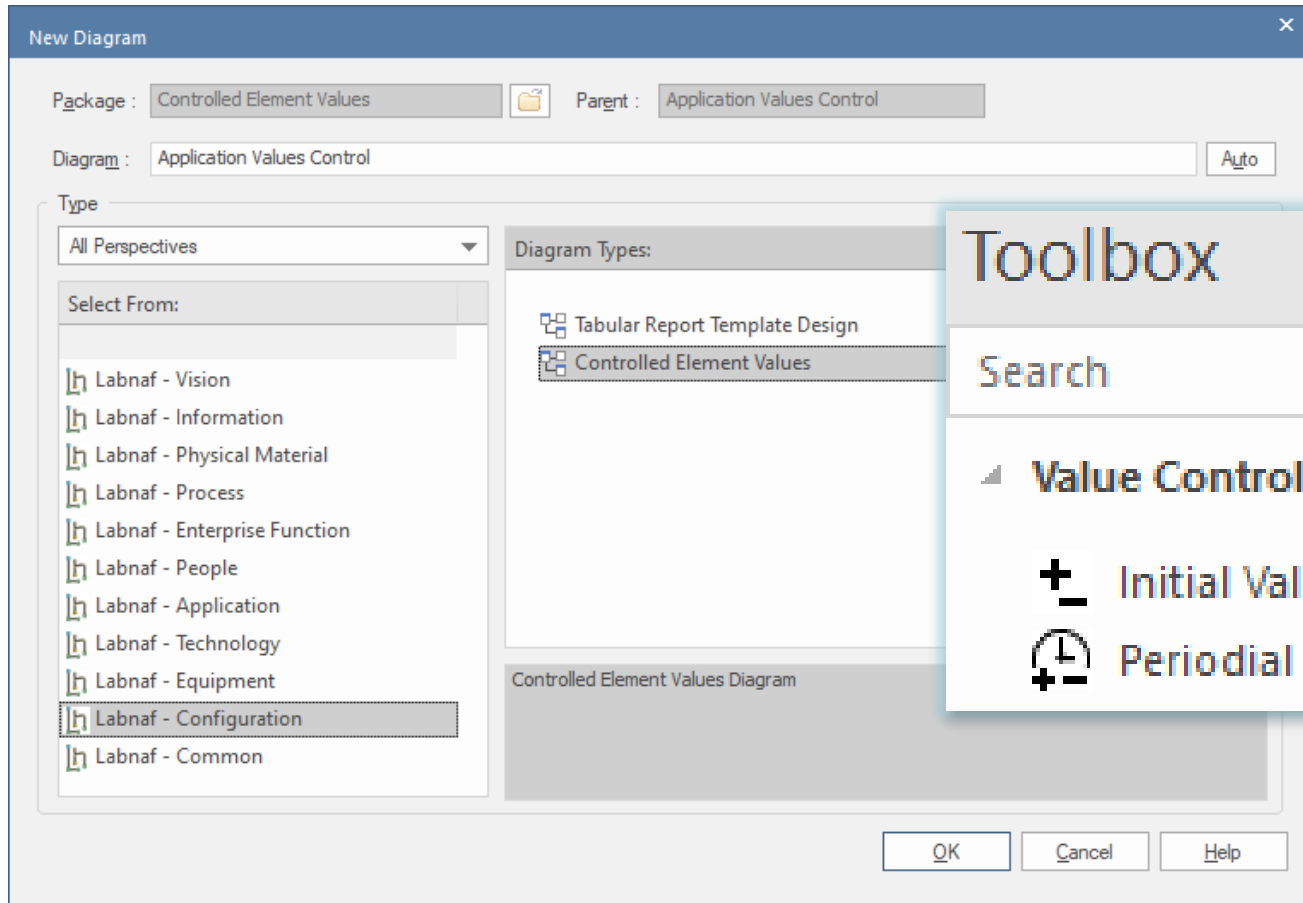 New Diagram
Package : Controlled Element Values Parent : Application Values Control
Diagram : Application Values Control Auto
Type
All Perspectives
Select From:
Labnaf - Vision
Labnaf - Information
Labnaf - Physical Material
Labnaf - Process
Labnaf - Enterprise Function
Labnaf - People
Labnaf - Application
Labnaf - Technology
Labnaf - Equipment
Labnaf - Configuration
Labnaf - Common
Diagram Types:
Tabular Report Template Design
Controlled Element Values
Controlled Element Values Diagram
Toolbox
Search
Value Control
Initial Val
Periodial
OK Cancel Help